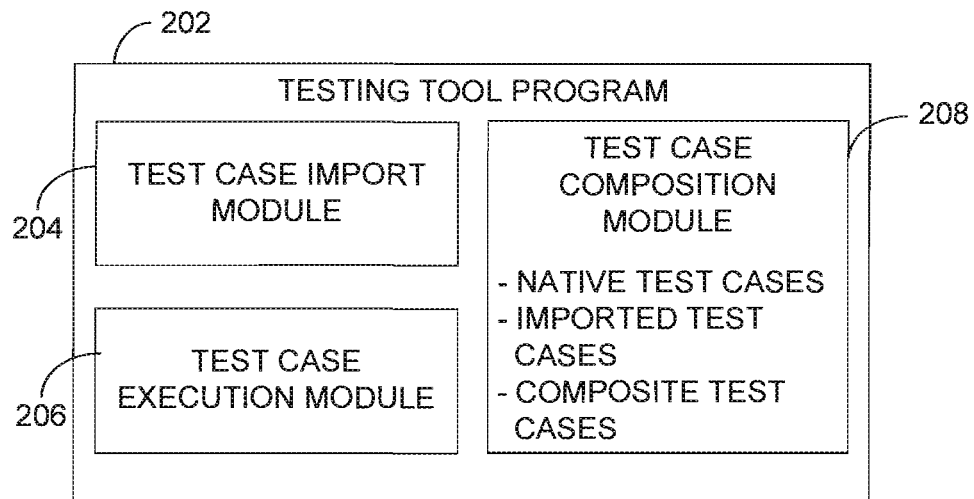 202
TESTING TOOL PROGRAM
TEST CASE IMPORT
MODULE
204
TEST CASE
EXECUTION MODULE
206
208
TEST CASE
COMPOSITION
MODULE
- NATIVE TEST CASES
- IMPORTED TEST
CASES
- COMPOSITE TEST
CASES